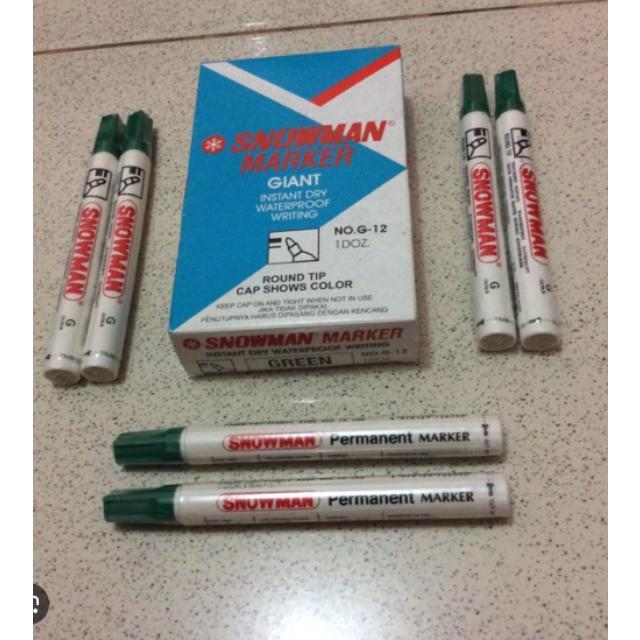 SNOWMAN®
MARKER
GIANT
INSTANT DRY
WATERPROOF
WRITING
NO.G-12
1DOZ.
ROUND TIP
CAP SHOWS COLOR
KEEP CAP ON AND TIGHT WHEN NOT IN USE
JIKA TIDAK DIPAKAI,
PENUTUPNYA HARUS DIPASANG DENGAN KENCANG
SNOWMAN MARKER
INSTANT DRY WATERPROOF WRITING
GREEN
NO.G-12
1DOZ.
SNOWMAN
G
SNOWMAN
G
SNOWMAN
G
SNOWMAN
G
SNOWMAN Permanent MARKER
SNOWMAN Permanent MARKER